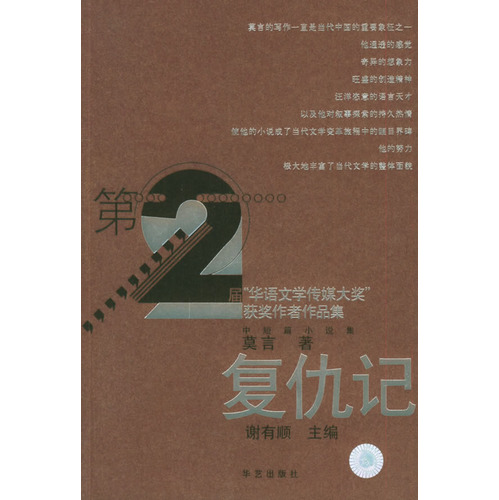 莫言的写作一直是当代中国的重要象征之一
他通透的感觉
奇异的想象力
旺盛的创造精神
汪洋恣意的语言天才
以及他对叙事探索的持久热情
使他的小说成了当代文学变革旅程中的醒目界碑
他的努力
极大地丰富了当代文学的整体面貌
第2届“华语文学传媒大奖”
获奖作者作品集
中短篇小说集
莫言 著
复仇记
谢有顺 主编
华艺出版社